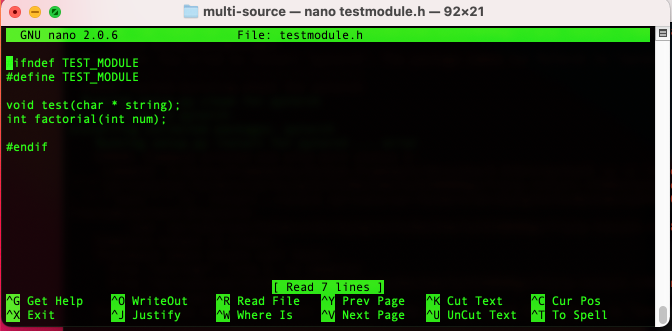 multi-source — nano testmodule.h — 92×21
GNU nano 2.0.6 File: testmodule.h
ifndef TEST_MODULE
#define TEST_MODULE
void test(char * string);
int factorial(int num);
#endif
[ Read 7 lines ]
^G Get Help ^O WriteOut ^R Read File ^Y Prev Page ^K Cut Text ^C Cur Pos
^X Exit ^J Justify ^W Where Is ^V Next Page ^U UnCut Text ^T To Spell